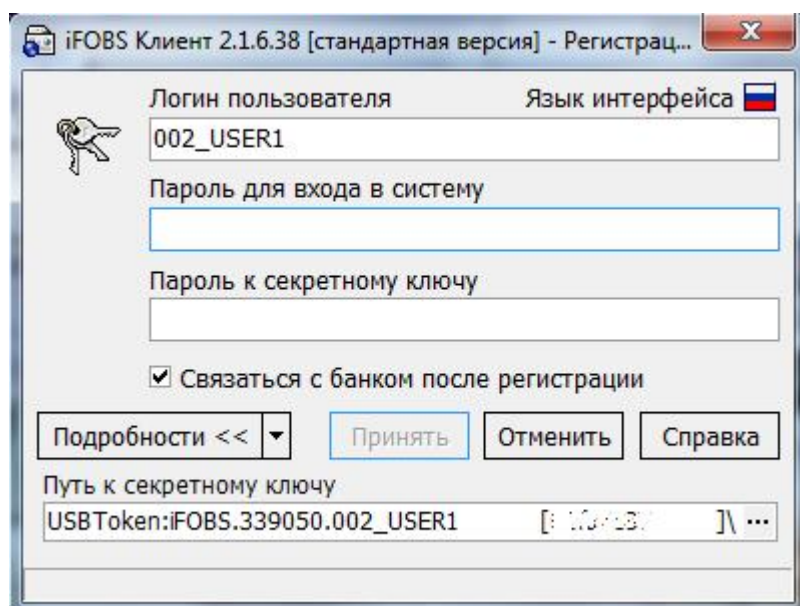 iFOBS Клиент 2.1.6.38 [стандартная версия] - Регистрац...
Логин пользователя Язык интерфейса
002_USER1
Пароль для входа в систему
Пароль к секретному ключу
Связаться с банком после регистрации
Подробности << Принять Отменить Справка
Путь к секретному ключу
USBToken:iFOBS.339050.002_USER1 [ ]\ ...